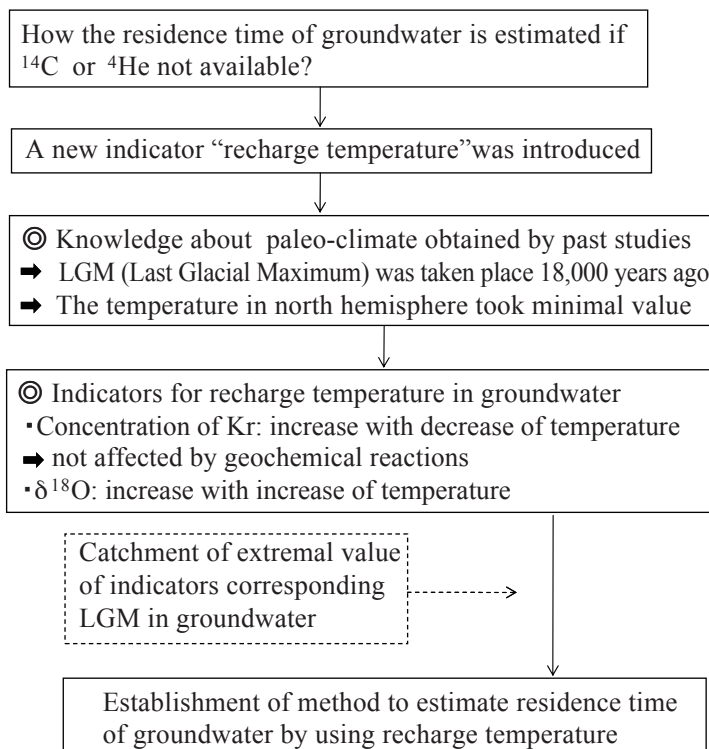 How the residence time of groundwater is estimated if
¹⁴C or ⁴He not available?
A new indicator “recharge temperature”was introduced
◎ Knowledge about paleo-climate obtained by past studies
➡ LGM (Last Glacial Maximum) was taken place 18,000 years ago
➡ The temperature in north hemisphere took minimal value
◎ Indicators for recharge temperature in groundwater
・Concentration of Kr: increase with decrease of temperature
➡ not affected by geochemical reactions
・δ¹⁸O: increase with increase of temperature
Catchment of extremal value
of indicators corresponding
LGM in groundwater
Establishment of method to estimate residence time
of groundwater by using recharge temperature